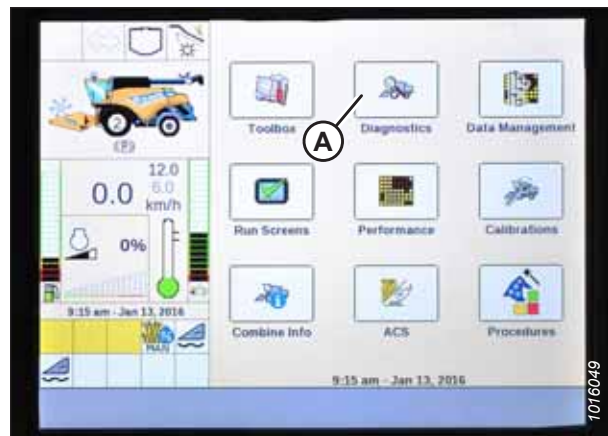 2
(P)
12.0
6.0
0.0 km/h
0%
9:15 am - Jan 13, 2016
MAN
Toolbox
Diagnostics
Data Management
A
Run Screens
Performance
Calibrations
Combine Info
ACS
Procedures
9:15 am - Jan 13, 2016
1016049